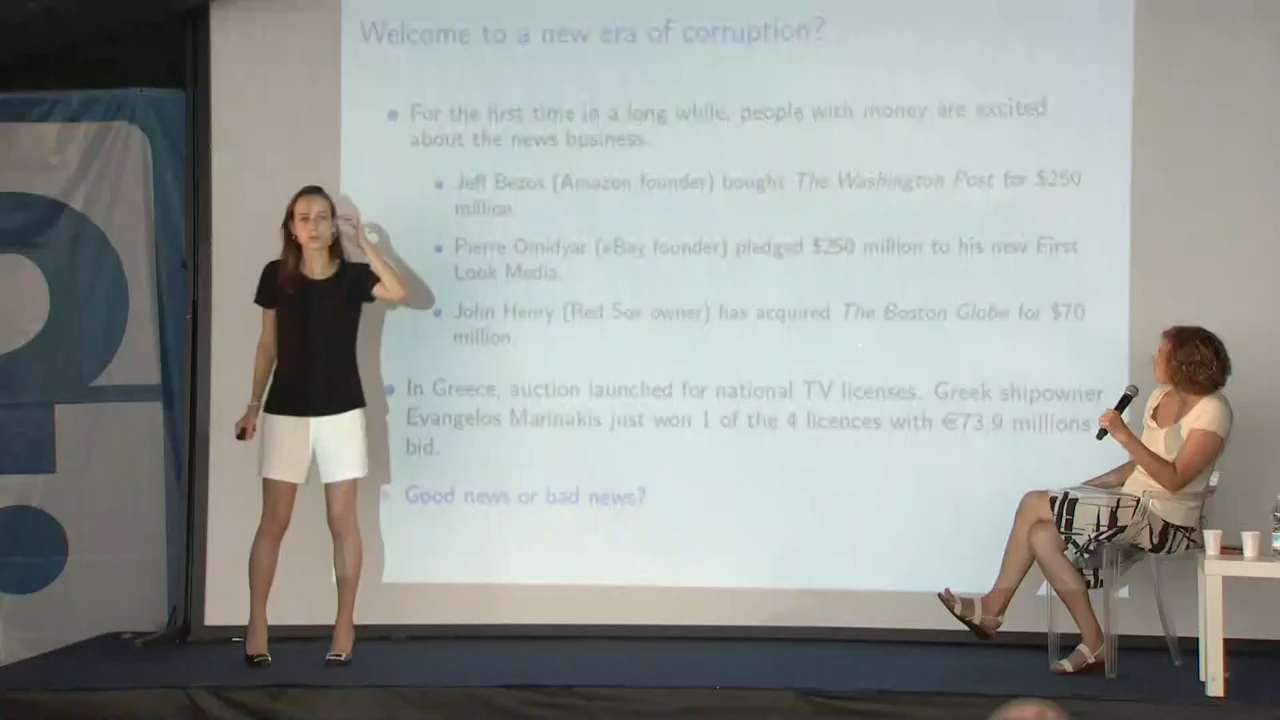 Welcome to a new era of corruption?
For the first time in a long while, people with money are excited
about the news business.
Jeff Bezos (Amazon founder) bought The Washington Post for $250
million.
Pierre Omidyar (eBay founder) pledged $250 million to his new First
Look Media.
John Henry (Red Sox owner) has acquired The Boston Globe for $70
million.
In Greece, auction launched for national TV licenses. Greek shipowner
Evangelos Marinakis just won 1 of the 4 licences with €73.9 millions
bid.
Good news or bad news?